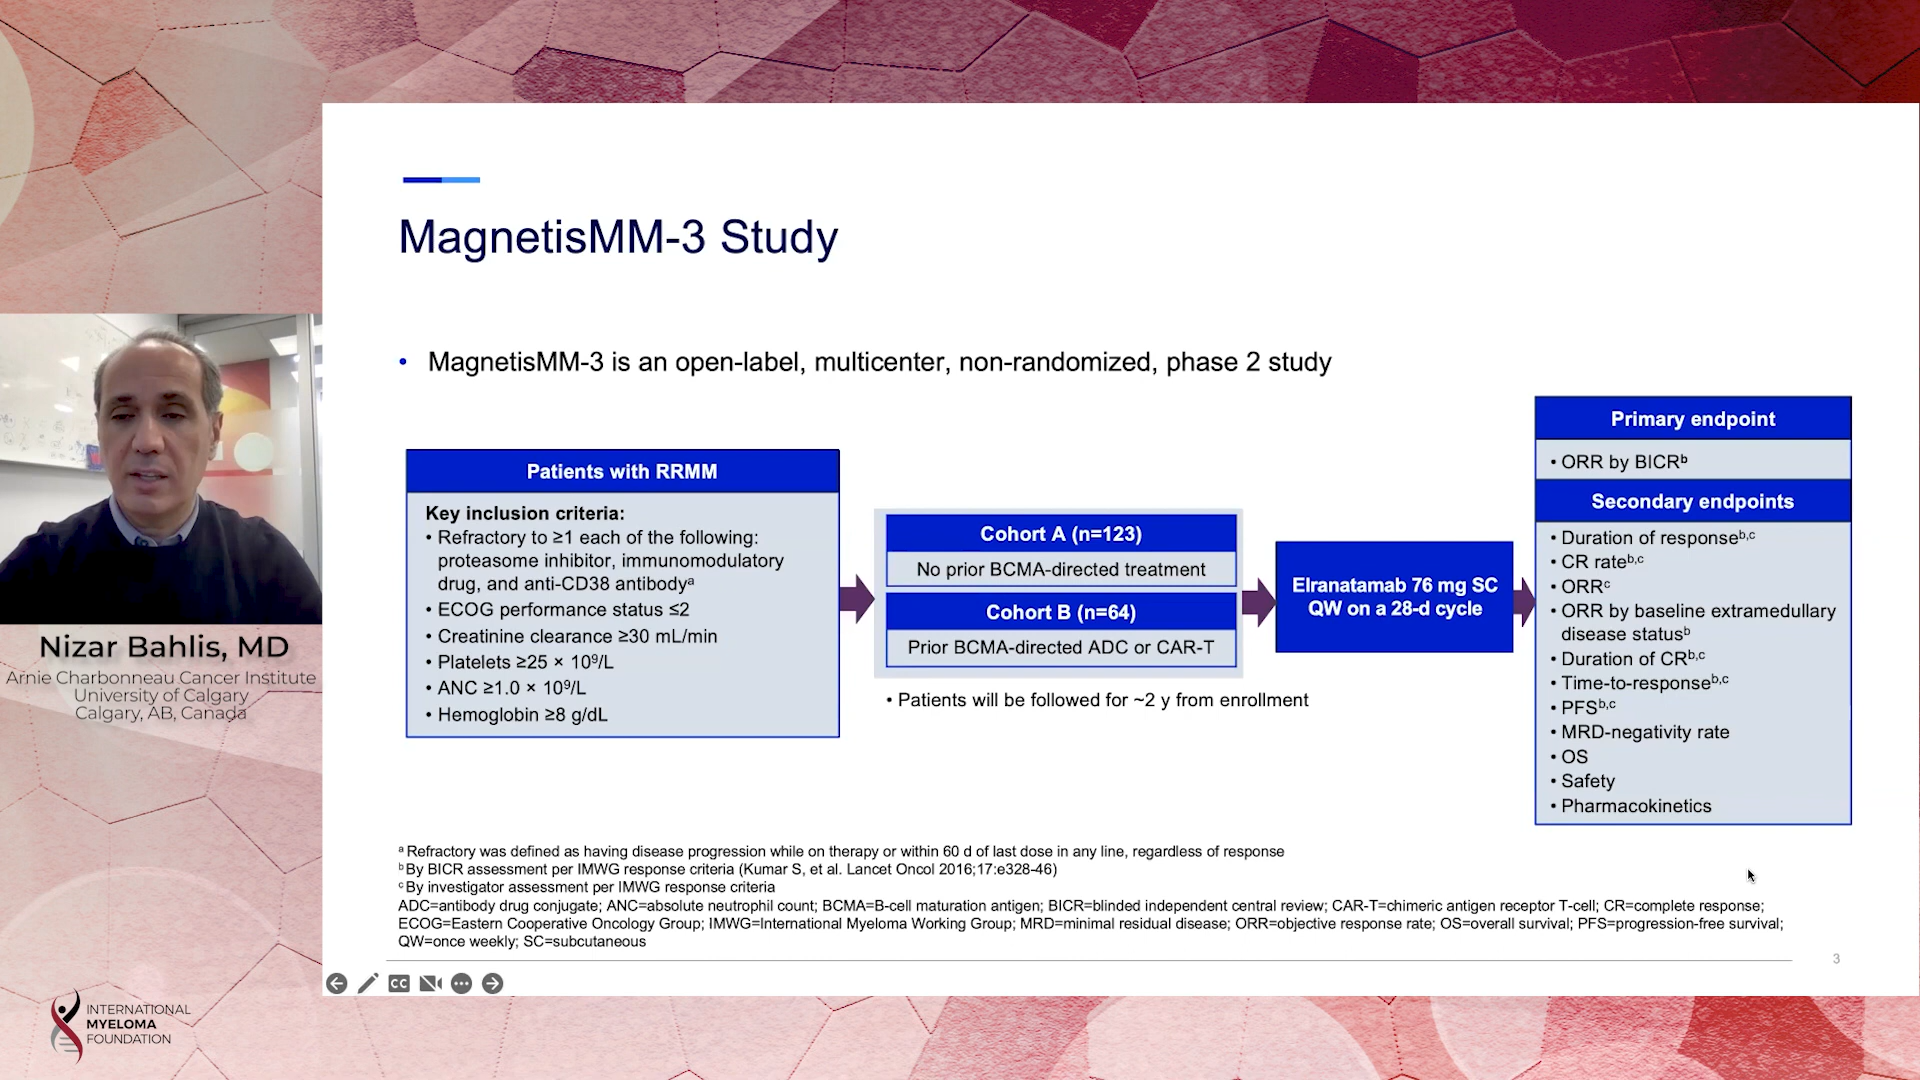 MagnetisMM-3 Study
• MagnetisMM-3 is an open-label, multicenter, non-randomized, phase 2 study
Patients with RRMM
Key inclusion criteria:
• Refractory to ≥1 each of the following:
proteasome inhibitor, immunomodulatory
drug, and anti-CD38 antibodyᵃ
• ECOG performance status ≤2
• Creatinine clearance ≥30 mL/min
• Platelets ≥25 × 10⁹/L
• ANC ≥1.0 × 10⁹/L
• Hemoglobin ≥8 g/dL
Cohort A (n=123)
No prior BCMA-directed treatment
Cohort B (n=64)
Prior BCMA-directed ADC or CAR-T
• Patients will be followed for ~2 y from enrollment
Elranatamab 76 mg SC
QW on a 28-d cycle
Primary endpoint
• ORR by BICRᵇ
Secondary endpoints
• Duration of responseᵇ,ᶜ
• CR rateᵇ,ᶜ
• ORRᶜ
• ORR by baseline extramedullary
disease statusᵇ
• Duration of CRᵇ,ᶜ
• Time-to-responseᵇ,ᶜ
• PFSᵇ,ᶜ
• MRD-negativity rate
• OS
• Safety
• Pharmacokinetics
ᵃ Refractory was defined as having disease progression while on therapy or within 60 d of last dose in any line, regardless of response
ᵇ By BICR assessment per IMWG response criteria (Kumar S, et al. Lancet Oncol 2016;17:e328-46)
ᶜ By investigator assessment per IMWG response criteria
ADC=antibody drug conjugate; ANC=absolute neutrophil count; BCMA=B-cell maturation antigen; BICR=blinded independent central review; CAR-T=chimeric antigen receptor T-cell; CR=complete response;
ECOG=Eastern Cooperative Oncology Group; IMWG=International Myeloma Working Group; MRD=minimal residual disease; ORR=objective response rate; OS=overall survival; PFS=progression-free survival;
QW=once weekly; SC=subcutaneous
3
CC
Nizar Bahlis, MD
Arnie Charbonneau Cancer Institute
University of Calgary
Calgary, AB, Canada
INTERNATIONAL
MYELOMA
FOUNDATION